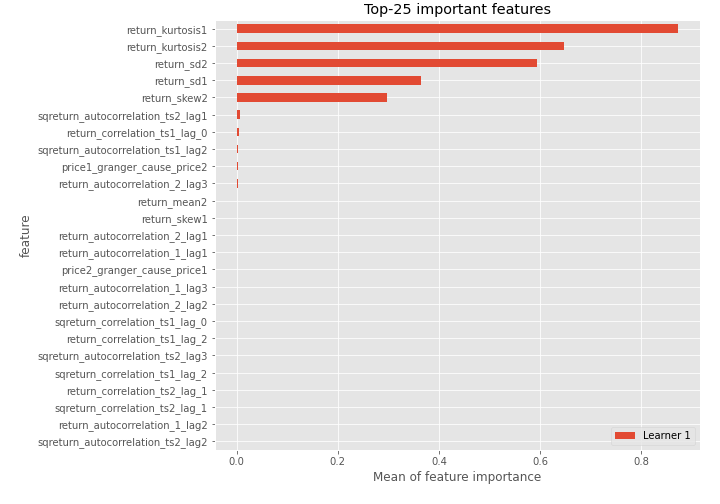 Top-25 important features
return_kurtosis1
return_kurtosis2
return_sd2
return_sd1
return_skew2
sqreturn_autocorrelation_ts2_lag1
return_correlation_ts1_lag_0
sqreturn_autocorrelation_ts1_lag2
price1_granger_cause_price2
return_autocorrelation_2_lag3
return_mean2
return_skew1
return_autocorrelation_2_lag1
return_autocorrelation_1_lag1
price2_granger_cause_price1
return_autocorrelation_1_lag3
return_autocorrelation_2_lag2
sqreturn_correlation_ts1_lag_0
return_correlation_ts1_lag_2
sqreturn_autocorrelation_ts2_lag3
sqreturn_correlation_ts1_lag_2
return_correlation_ts2_lag_1
sqreturn_correlation_ts2_lag_1
return_autocorrelation_1_lag2
sqreturn_autocorrelation_ts2_lag2
feature
Learner 1
0.0 0.2 0.4 0.6 0.8
Mean of feature importance